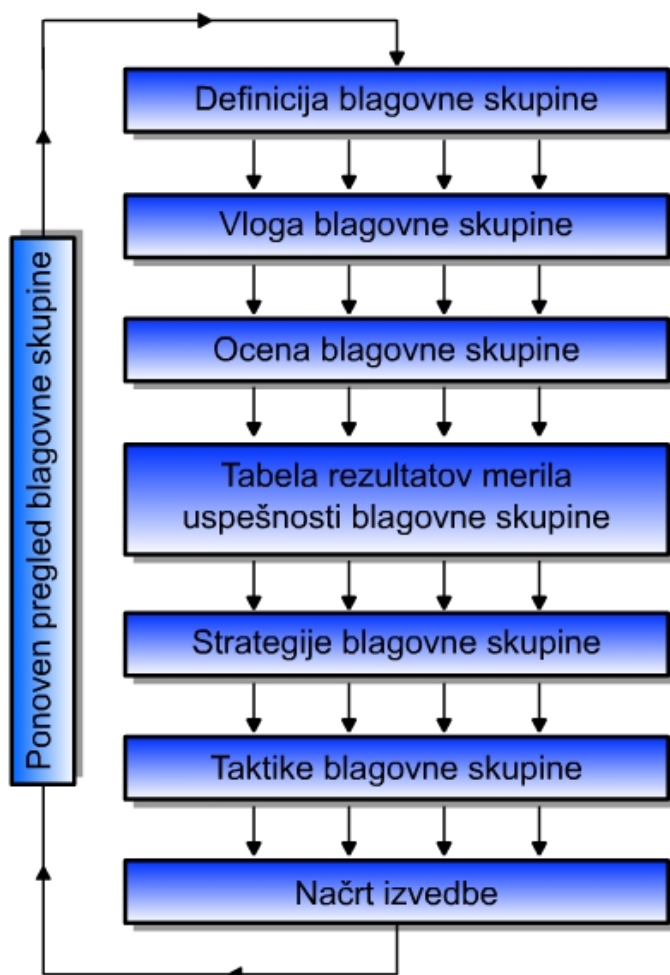 Definicija blagovne skupine
Vloga blagovne skupine
Ocena blagovne skupine
Tabela rezultatov merila
uspešnosti blagovne skupine
Strategije blagovne skupine
Taktike blagovne skupine
Načrt izvedbe
Ponoven pregled blagovne skupine